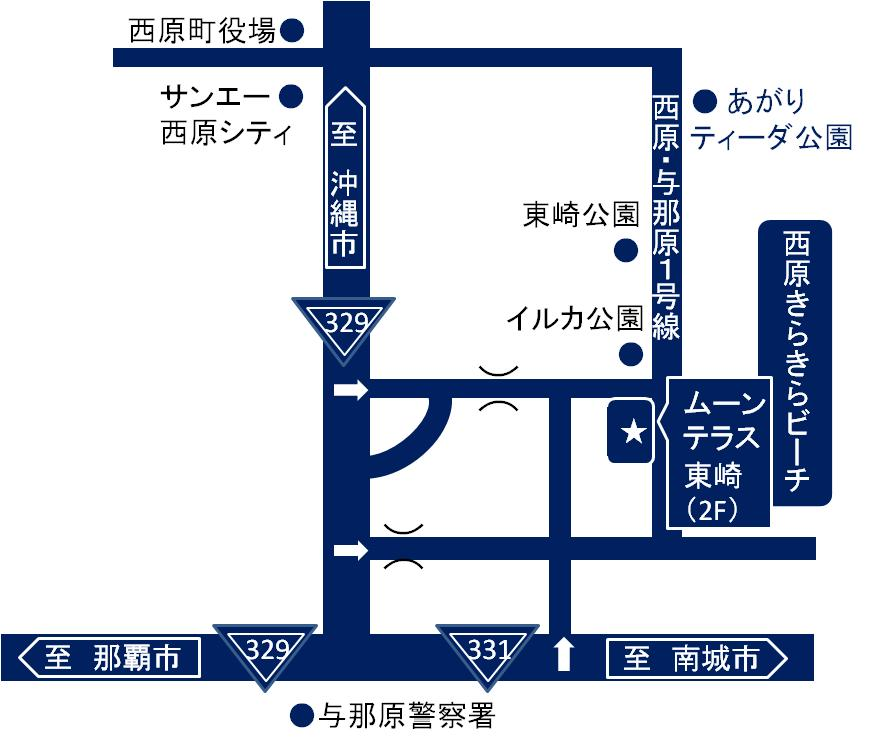 西原町役場
サンエー
西原シティ
至 沖縄市
あがり
ティーダ公園
西原・与那原1号線
東崎公園
イルカ公園
329
西原きらきらビーチ
ムーン
テラス
東崎
（2F）
至 那覇市
329
331
至 南城市
与那原警察署